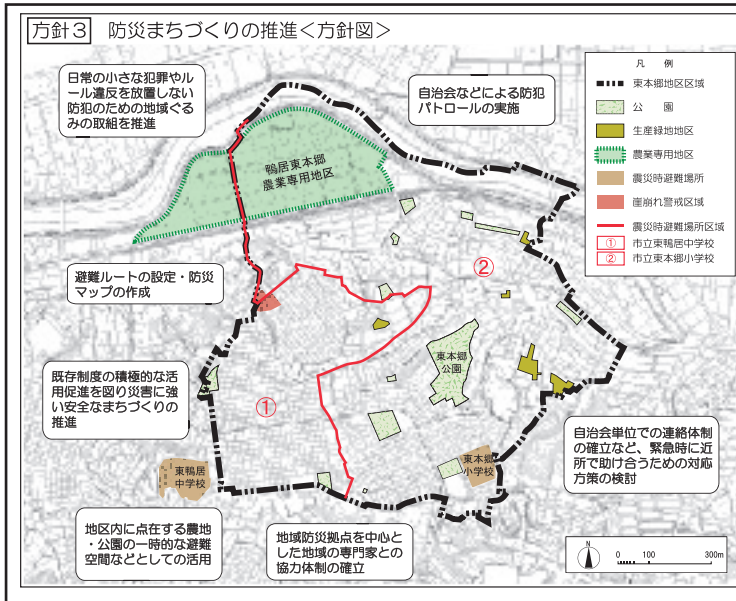 方針3 防災まちづくりの推進<方針図>
日常の小さな犯罪やル
ール違反を放置しない
防犯のための地域ぐる
みの取組を推進
自治会などによる防犯
パトロールの実施
凡 例
東本郷地区区域
公 園
生産緑地地区
農業専用地区
震災時避難場所
崖崩れ警戒区域
震災時避難場所区域
① 市立東鴨居中学校
② 市立東本郷小学校
鴨居東本郷
農業専用地区
②
避難ルートの設定・防災
マップの作成
東本郷
公園
既存制度の積極的な活
用促進を図り災害に強
い安全なまちづくりの
推進
①
自治会単位での連絡体制
の確立など、緊急時に近
所で助け合うための対応
方策の検討
東鴨居
中学校
東本郷
小学校
地区内に点在する農地
・公園の一時的な避難
空間などとしての活用
地域防災拠点を中心と
した地域の専門家との
協力体制の確立
N
0 100 300m